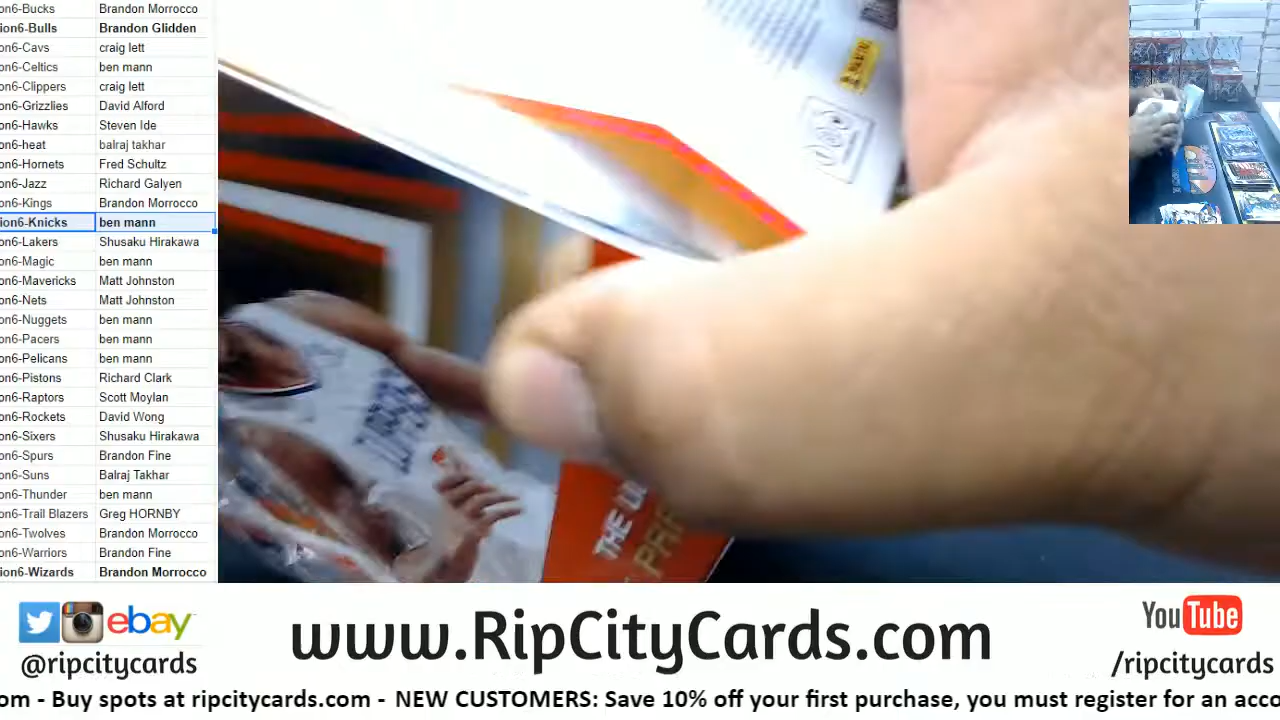 on6-Bucks Brandon Morrocco
ion6-Bulls Brandon Glidden
on6-Cavs craig lett
on6-Celtics ben mann
on6-Clippers craig lett
on6-Grizzlies David Alford
on6-Hawks Steven Ide
on6-heat balraj takhar
on6-Hornets Fred Schultz
on6-Jazz Richard Galyen
on6-Kings Brandon Morrocco
ion6-Knicks ben mann
on6-Lakers Shusaku Hirakawa
on6-Magic ben mann
on6-Mavericks Matt Johnston
on6-Nets Matt Johnston
on6-Nuggets ben mann
on6-Pacers ben mann
on6-Pelicans ben mann
on6-Pistons Richard Clark
on6-Raptors Scott Moylan
on6-Rockets David Wong
on6-Sixers Shusaku Hirakawa
on6-Spurs Brandon Fine
on6-Suns Balraj Takhar
on6-Thunder ben mann
on6-Trail Blazers Greg HORNBY
on6-Twolves Brandon Morrocco
on6-Warriors Brandon Fine
ion6-Wizards Brandon Morrocco
PANINI
THE
ebay
@ripcitycards
www.RipCityCards.com
YouTube
/ripcitycards
om - Buy spots at ripcitycards.com - NEW CUSTOMERS: Save 10% off your first purchase, you must register for an acco